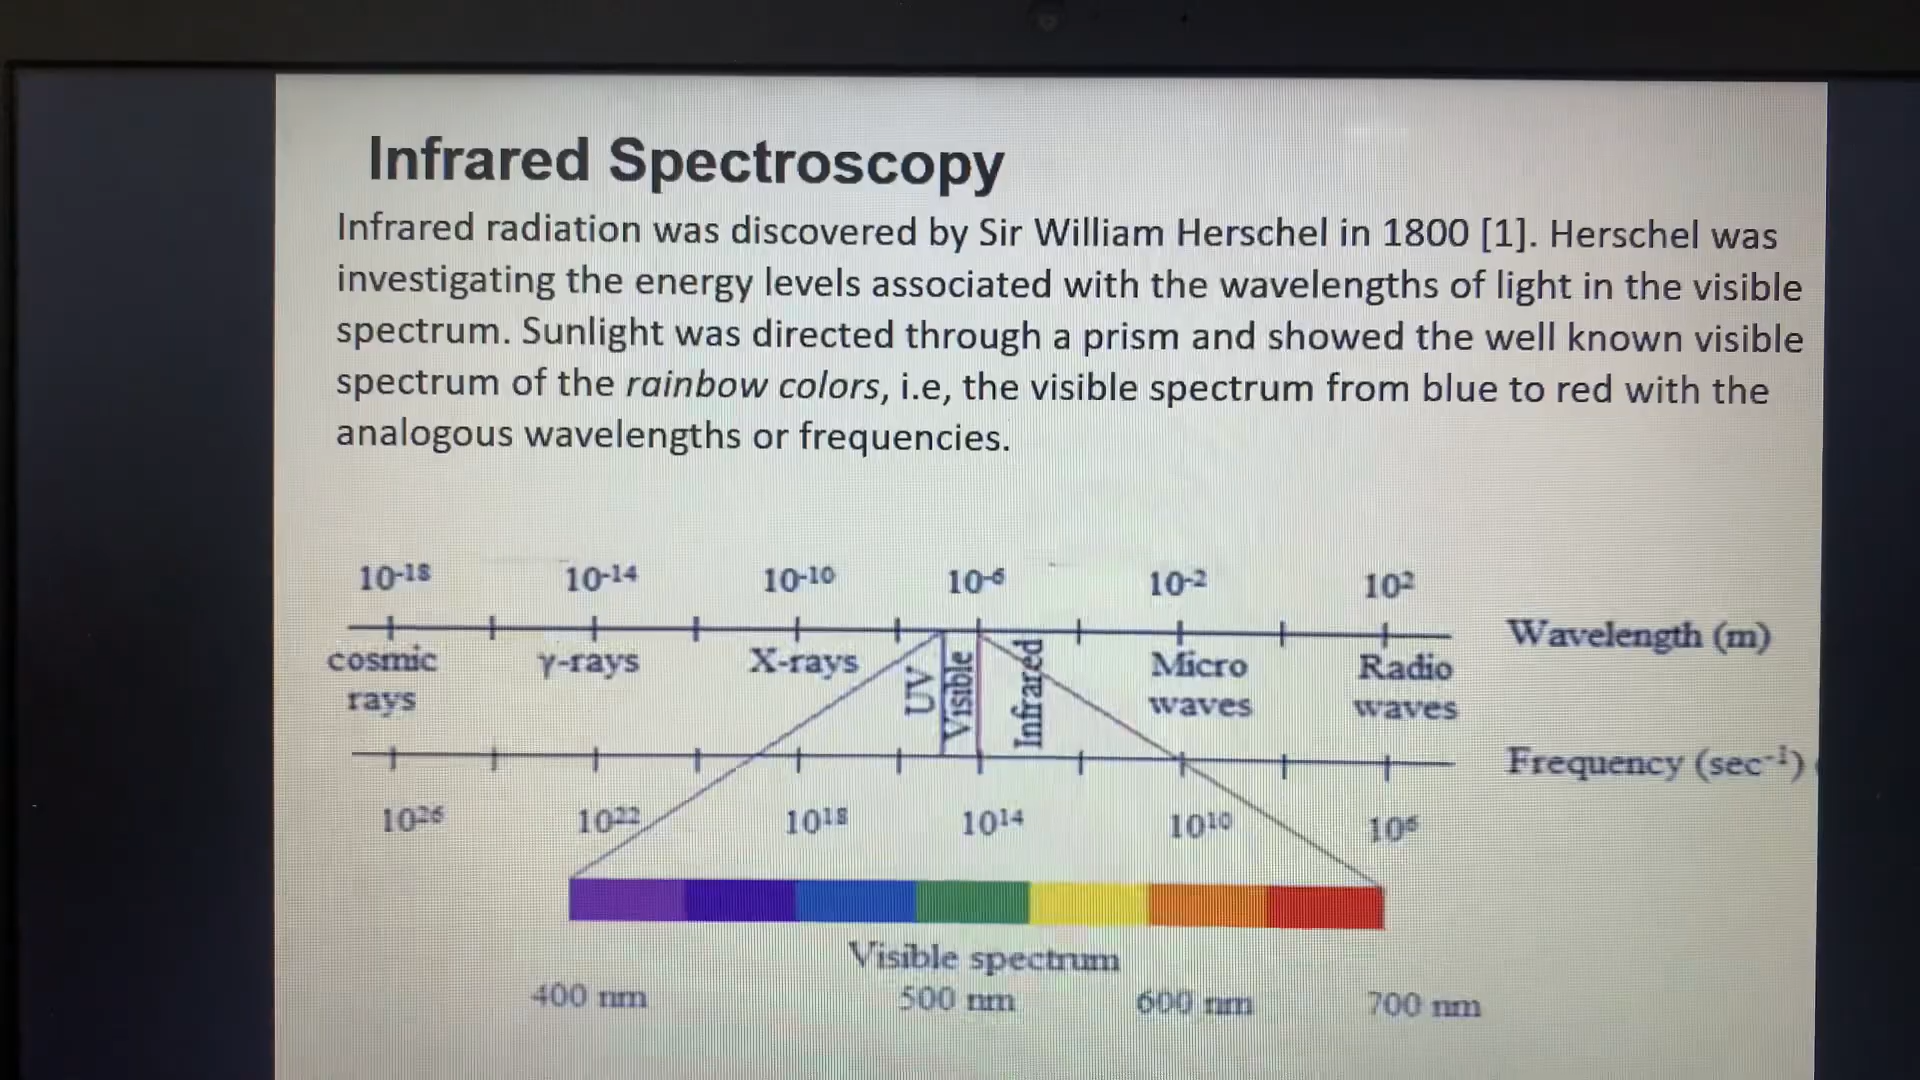 Infrared Spectroscopy
Infrared radiation was discovered by Sir William Herschel in 1800 [1]. Herschel was
investigating the energy levels associated with the wavelengths of light in the visible
spectrum. Sunlight was directed through a prism and showed the well known visible
spectrum of the rainbow colors, i.e, the visible spectrum from blue to red with the
analogous wavelengths or frequencies.
10⁻¹⁸ 10⁻¹⁴ 10⁻¹⁰ 10⁻⁶ 10⁻² 10²
Wavelength (m)
cosmic γ-rays X-rays UV Visible Infrared Micro Radio
rays waves waves
Frequency (sec⁻¹)
10²⁶ 10²² 10¹⁸ 10¹⁴ 10¹⁰ 10⁶
Visible spectrum
400 nm 500 nm 600 nm 700 nm